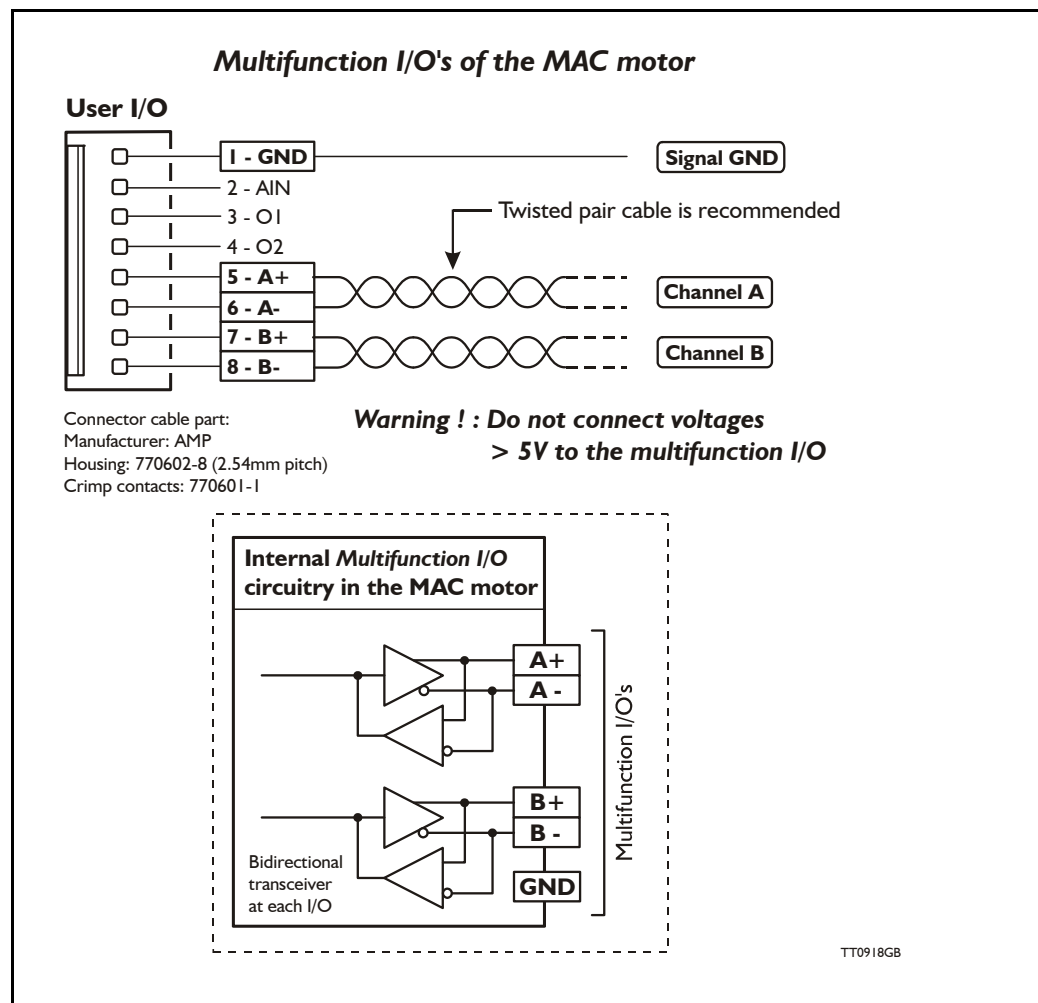 Multifunction I/O's of the MAC motor
User I/O
1 - GND
Signal GND
2 - AIN
3 - O1
Twisted pair cable is recommended
4 - O2
5 - A+
6 - A-
Channel A
7 - B+
8 - B-
Channel B
Connector cable part:
Manufacturer: AMP
Housing: 770602-8 (2.54mm pitch)
Crimp contacts: 770601-1
Warning ! : Do not connect voltages
> 5V to the multifunction I/O
Internal Multifunction I/O
circuitry in the MAC motor
A+
A -
B+
B -
GND
Multifunction I/O's
Bidirectional
transceiver
at each I/O
TT0918GB